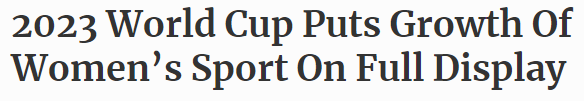 2023 World Cup Puts Growth Of
Women’s Sport On Full Display